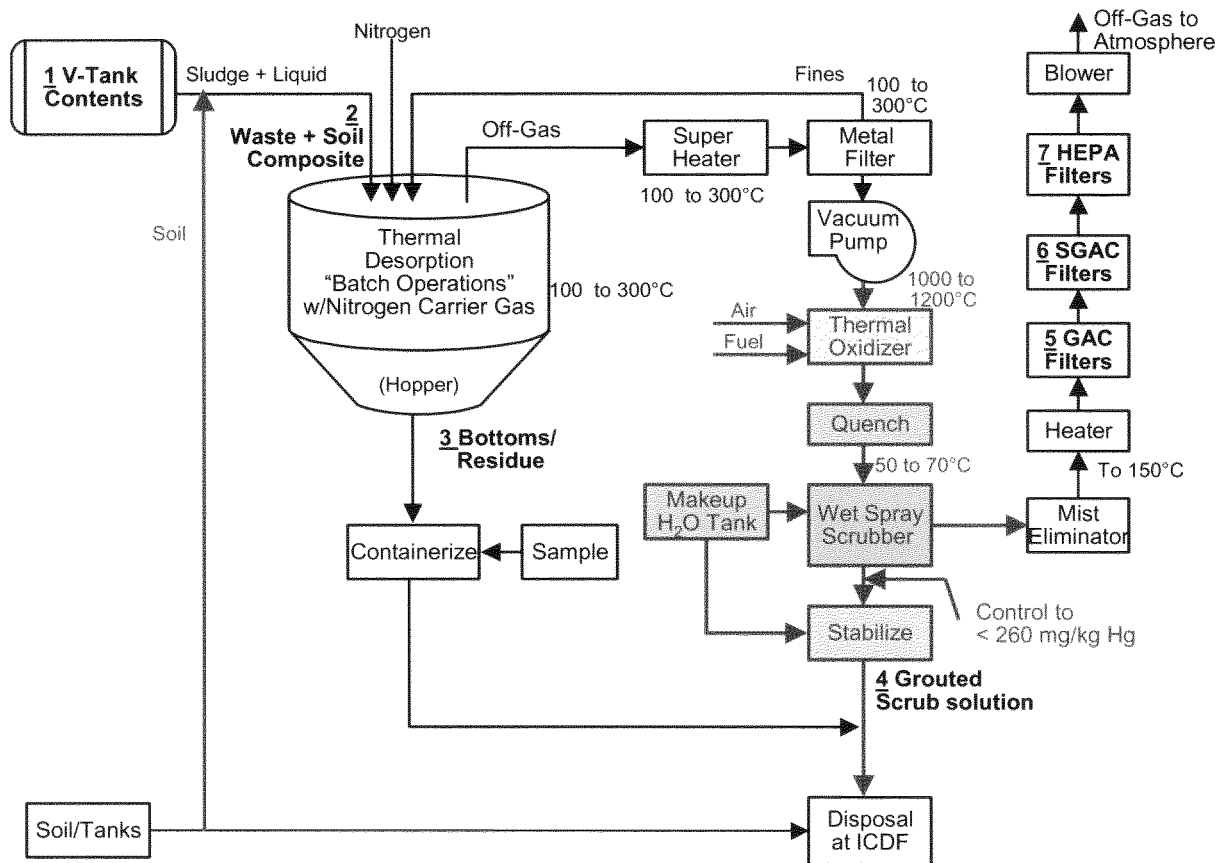 Nitrogen
Off-Gas to
Atmosphere
1 V-Tank
Contents
Sludge + Liquid
Fines
100 to
300°C
Blower
2
Waste + Soil
Composite
Off-Gas
Super
Heater
Metal
Filter
7 HEPA
Filters
100 to 300°C
Soil
Thermal
Desorption
“Batch Operations”
w/Nitrogen Carrier Gas
100 to 300°C
Vacuum
Pump
6 SGAC
Filters
1000 to
1200°C
Air
Fuel
Thermal
Oxidizer
5 GAC
Filters
(Hopper)
Quench
Heater
3 Bottoms/
Residue
50 to 70°C
To 150°C
Makeup
H2O Tank
Wet Spray
Scrubber
Mist
Eliminator
Containerize
Sample
Control to
< 260 mg/kg Hg
Stabilize
4 Grouted
Scrub solution
Soil/Tanks
Disposal
at ICDF